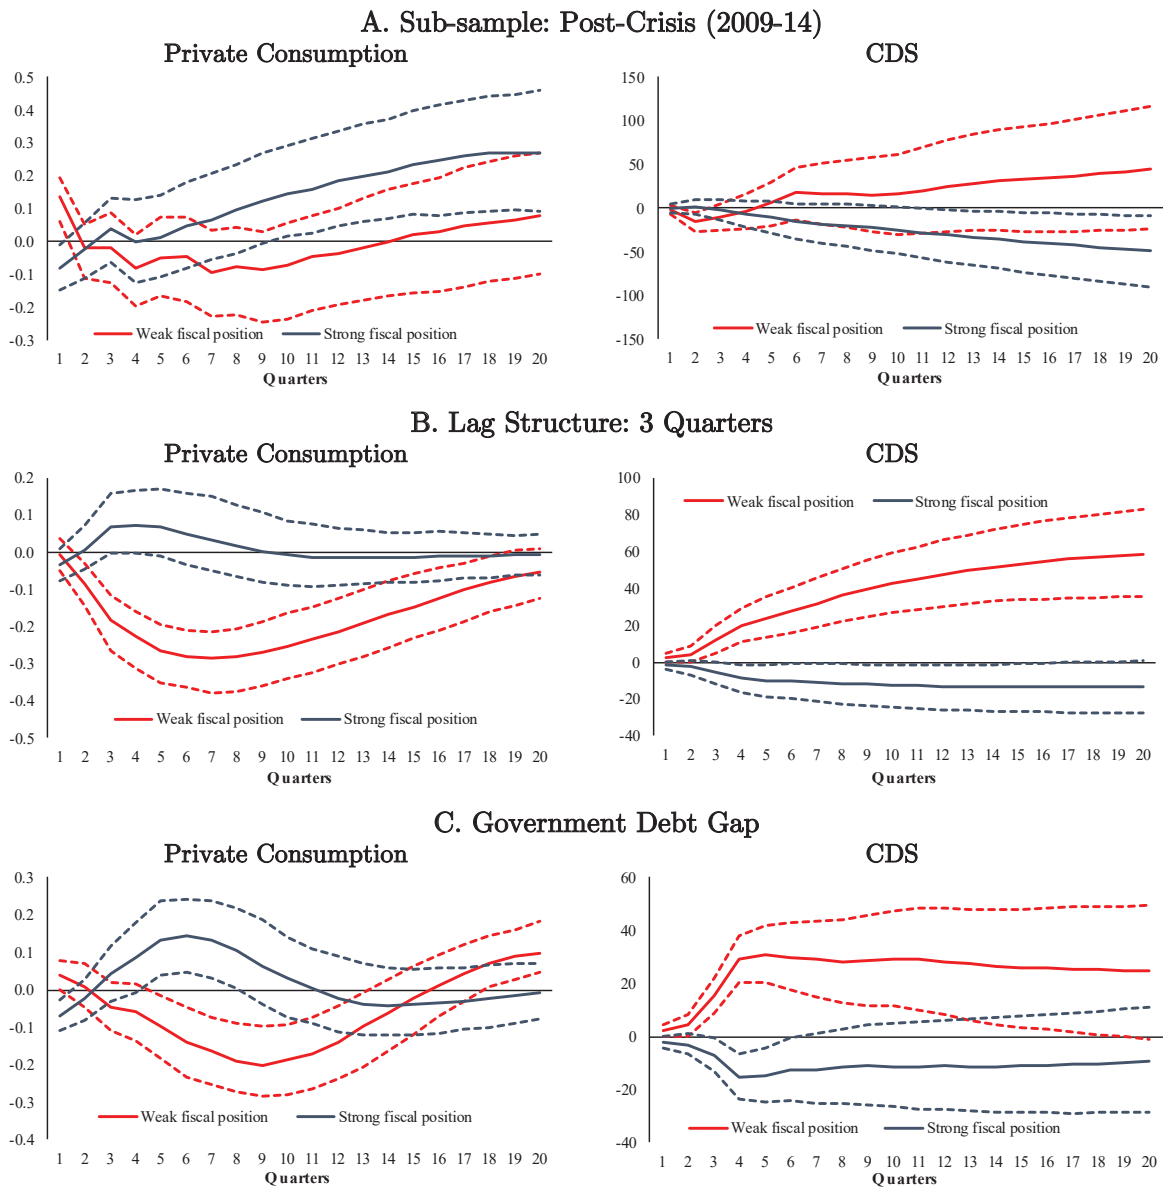 A. Sub-sample: Post-Crisis (2009-14)
Private Consumption
CDS
0.5
0.4
0.3
0.2
0.1
0.0
-0.1
-0.2
-0.3
Weak fiscal position
Strong fiscal position
1 2 3 4 5 6 7 8 9 10 11 12 13 14 15 16 17 18 19 20
Quarters
150
100
50
0
-50
-100
-150
Weak fiscal position
Strong fiscal position
1 2 3 4 5 6 7 8 9 10 11 12 13 14 15 16 17 18 19 20
Quarters
B. Lag Structure: 3 Quarters
Private Consumption
CDS
0.2
0.1
0.0
-0.1
-0.2
-0.3
-0.4
-0.5
Weak fiscal position
Strong fiscal position
1 2 3 4 5 6 7 8 9 10 11 12 13 14 15 16 17 18 19 20
Quarters
100
80
60
40
20
0
-20
-40
Weak fiscal position
Strong fiscal position
1 2 3 4 5 6 7 8 9 10 11 12 13 14 15 16 17 18 19 20
Quarters
C. Government Debt Gap
Private Consumption
CDS
0.3
0.2
0.1
0.0
-0.1
-0.2
-0.3
-0.4
Weak fiscal position
Strong fiscal position
1 2 3 4 5 6 7 8 9 10 11 12 13 14 15 16 17 18 19 20
Quarters
60
40
20
0
-20
-40
Weak fiscal position
Strong fiscal position
1 2 3 4 5 6 7 8 9 10 11 12 13 14 15 16 17 18 19 20
Quarters